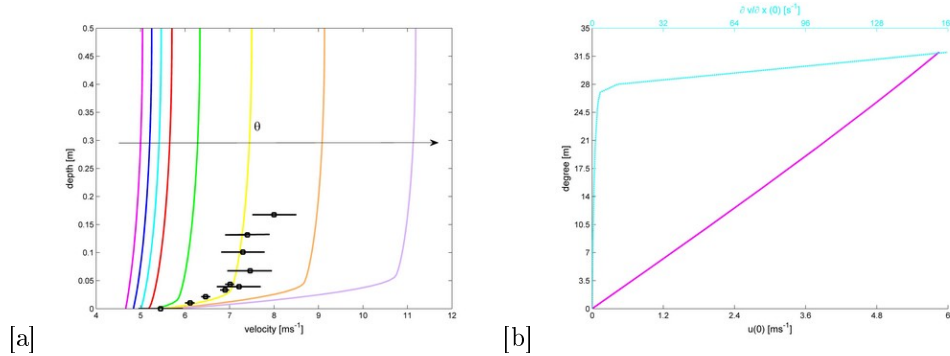 0.5
0.45
0.4
0.35
0.3
0.25
0.2
0.15
0.1
0.05
0
depth [m]
θ
4 5 6 7 8 9 10 11 12
velocity [ms⁻¹]
[a]
∂ v/∂ x (0) [s⁻¹]
0 32 64 96 128 16
35
31.5
28
24.5
21
17.5
14
10.5
7
3.5
0
degree [m]
0 1.2 2.4 3.6 4.8 6
u(0) [ms⁻¹]
[b]